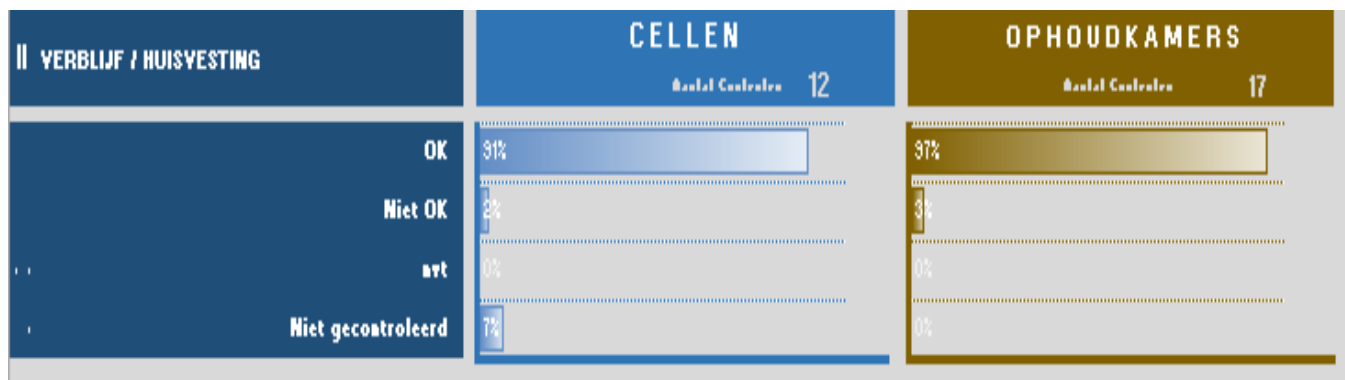 II VERBLIJF / HUISVESTING
CELLEN
Aantal Controles 12
OPHOUDKAMERS
Aantal Controles 17
OK 91% 97%
Niet OK 2% 3%
nvt 0% 0%
Niet gecontroleerd 7% 0%